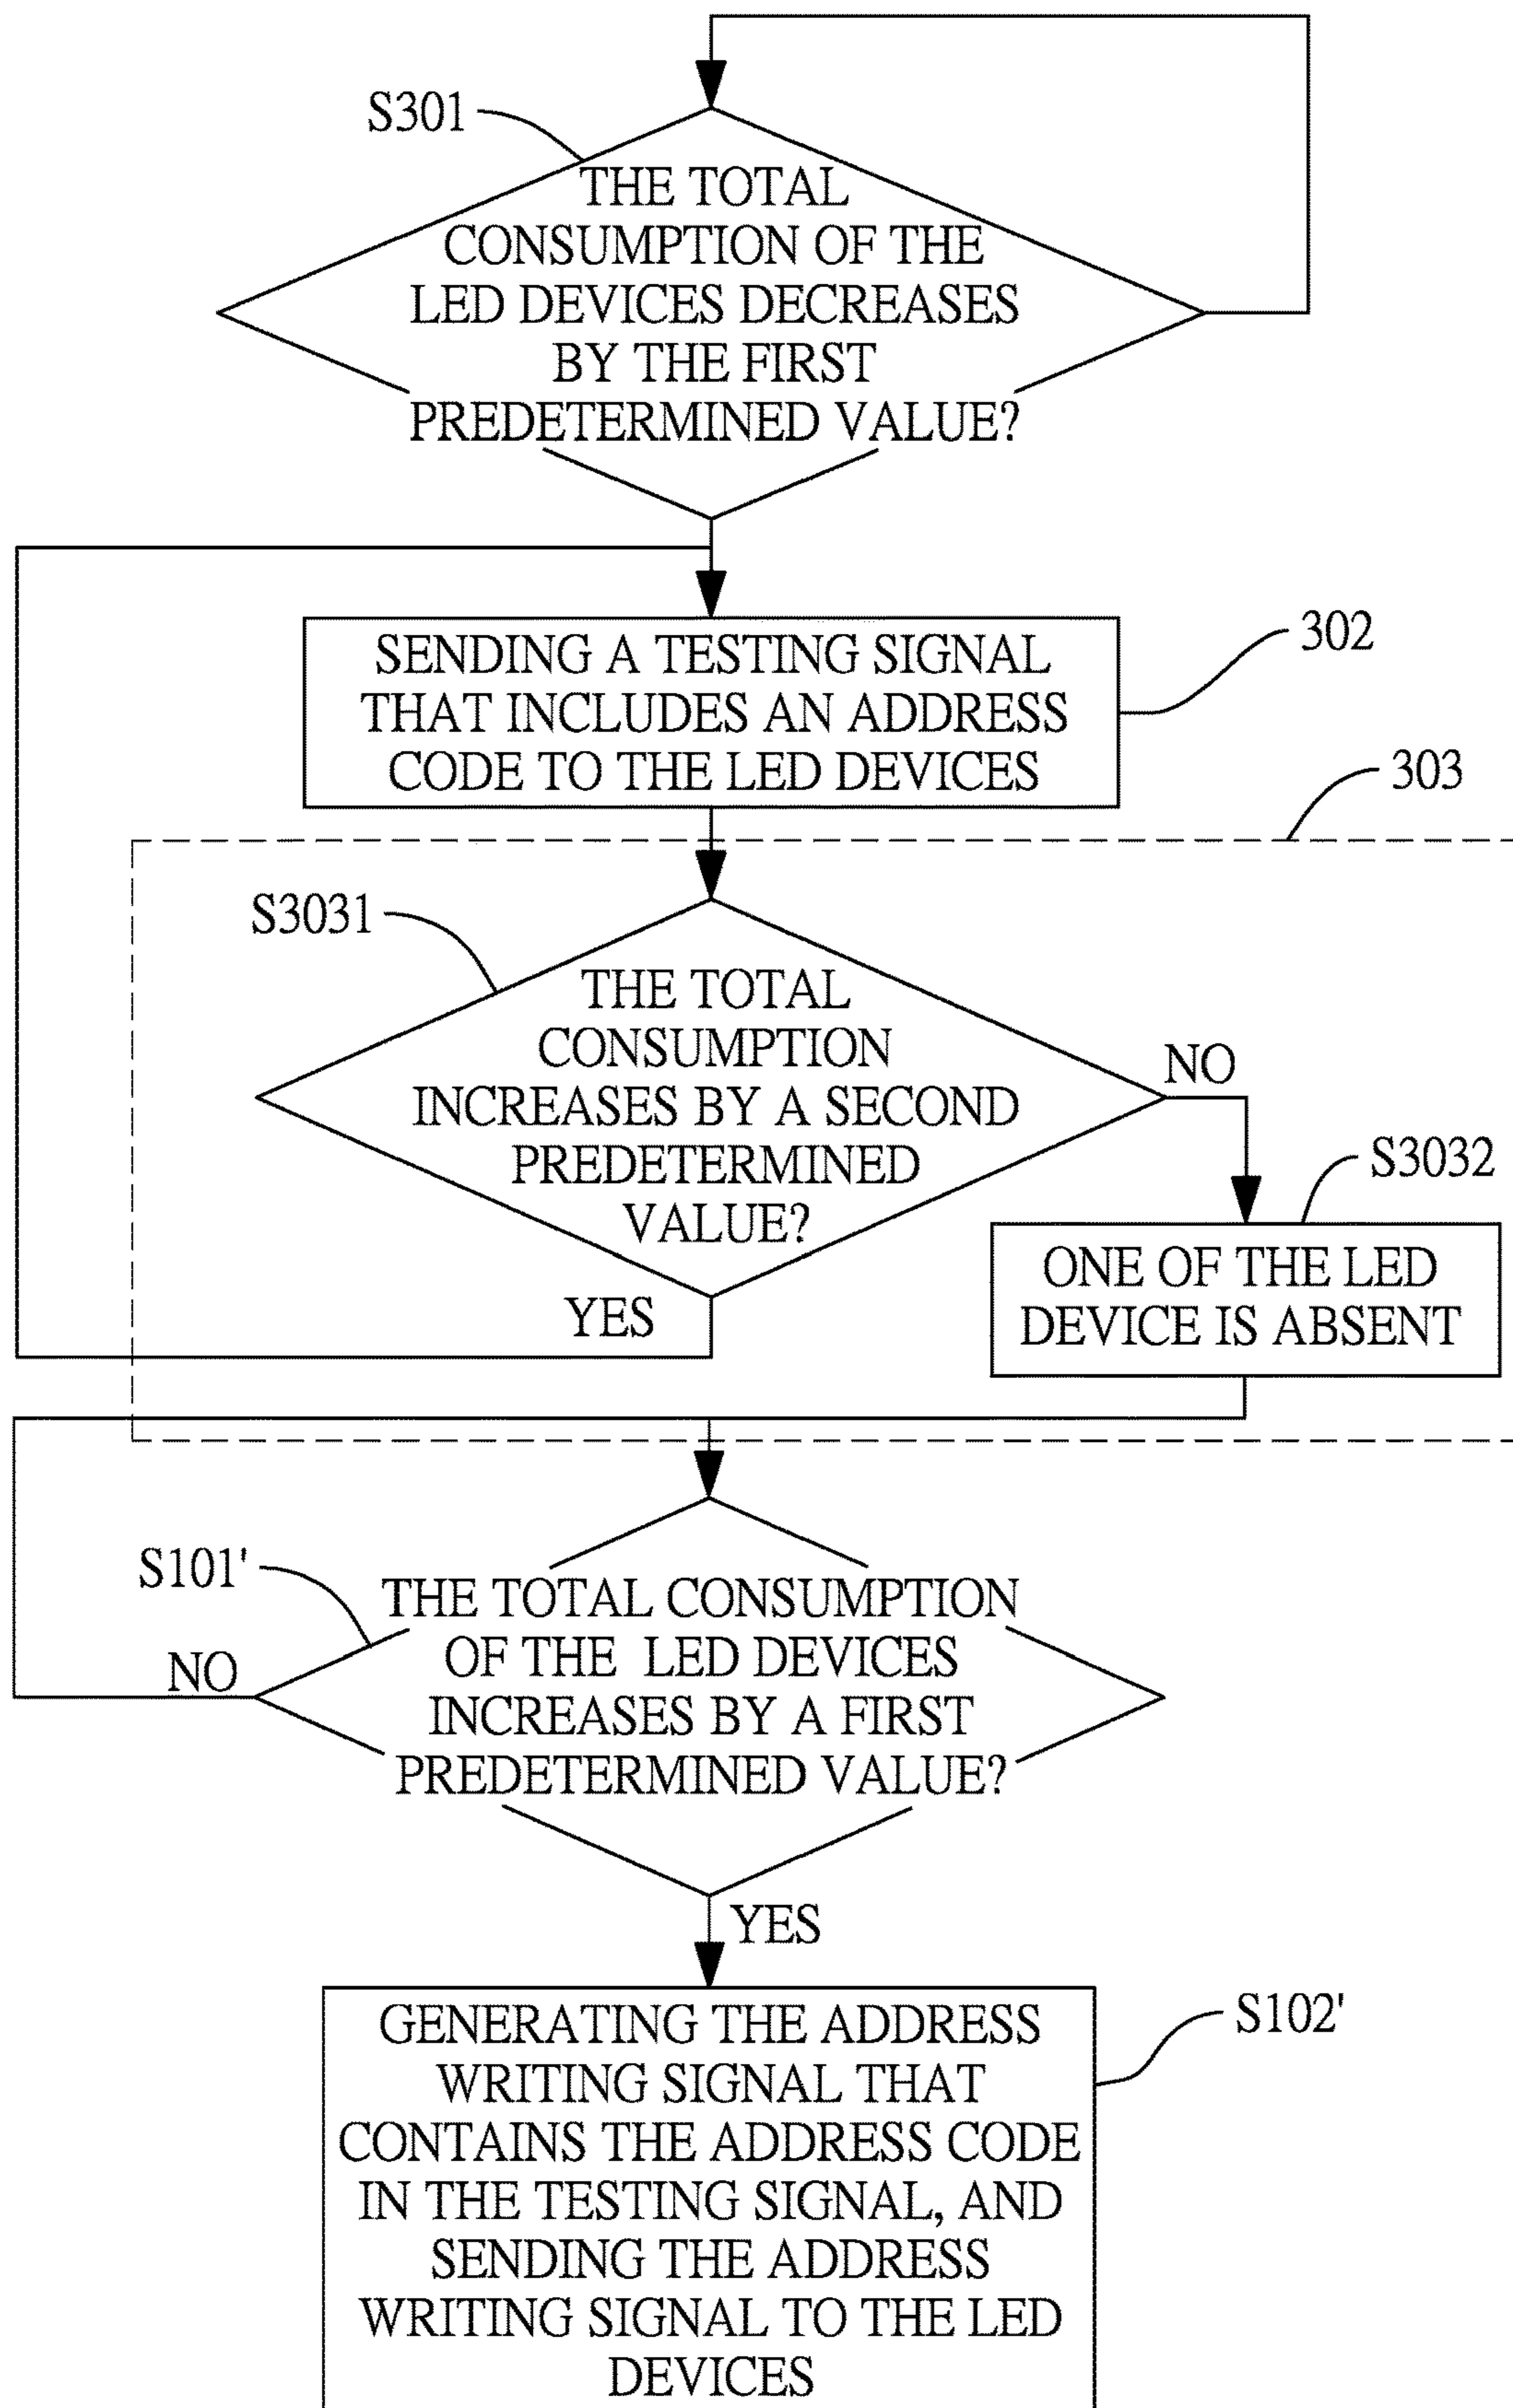 S301
THE TOTAL
CONSUMPTION OF THE
LED DEVICES DECREASES
BY THE FIRST
PREDETERMINED VALUE?
302
SENDING A TESTING SIGNAL
THAT INCLUDES AN ADDRESS
CODE TO THE LED DEVICES
303
S3031
THE TOTAL
CONSUMPTION
INCREASES BY A SECOND
PREDETERMINED
VALUE?
NO
YES
S3032
ONE OF THE LED
DEVICE IS ABSENT
S101'
THE TOTAL CONSUMPTION
OF THE LED DEVICES
INCREASES BY A FIRST
PREDETERMINED VALUE?
NO
YES
S102'
GENERATING THE ADDRESS
WRITING SIGNAL THAT
CONTAINS THE ADDRESS CODE
IN THE TESTING SIGNAL, AND
SENDING THE ADDRESS
WRITING SIGNAL TO THE LED
DEVICES